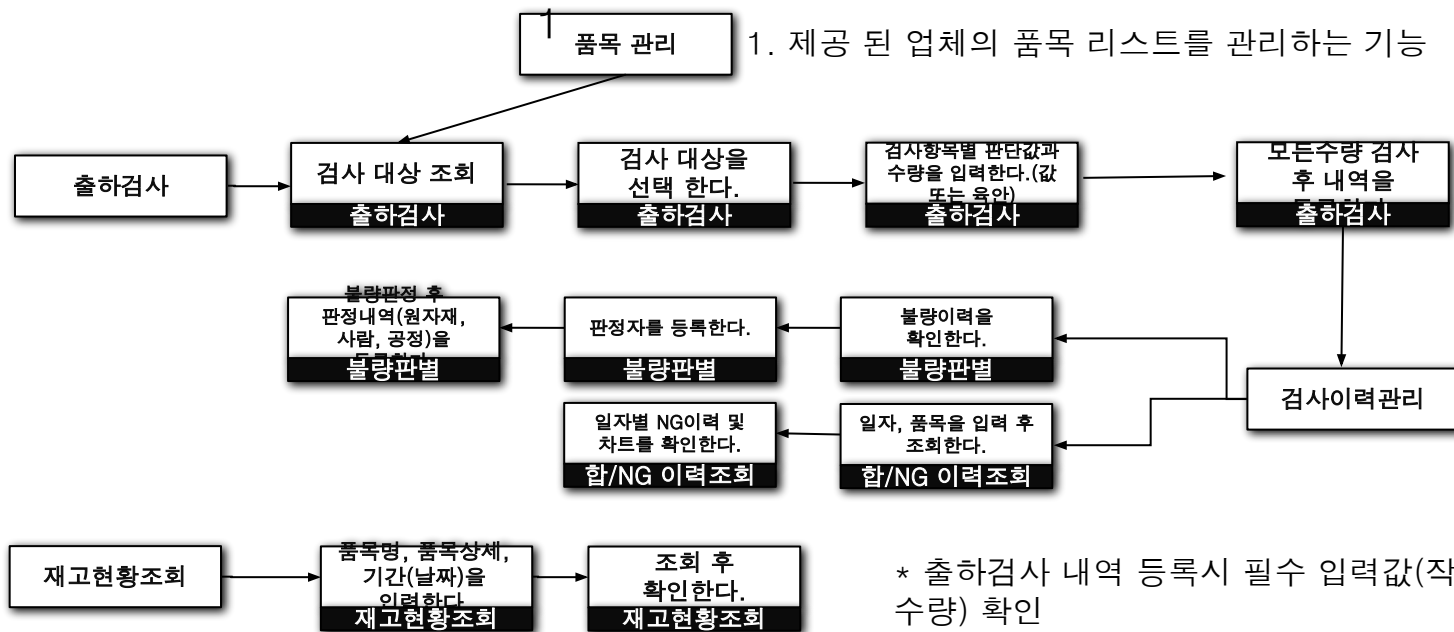 1
품목 관리
1. 제공 된 업체의 품목 리스트를 관리하는 기능
출하검사
검사 대상 조회
출하검사
검사 대상을
선택 한다.
출하검사
검사항목별 판단값과
수량을 입력한다.(값
또는 육안)
출하검사
모든수량 검사
후 내역을
출하검사
불량판정 후
판정내역(원자재,
사람, 공정)을
불량판별
판정자를 등록한다.
불량판별
불량이력을
확인한다.
불량판별
검사이력관리
일자별 NG이력 및
차트를 확인한다.
합/NG 이력조회
일자, 품목을 입력 후
조회한다.
합/NG 이력조회
재고현황조회
품목명, 품목상세,
기간(날짜)을
입력한다
재고현황조회
조회 후
확인한다.
재고현황조회
* 출하검사 내역 등록시 필수 입력값(작
수량) 확인